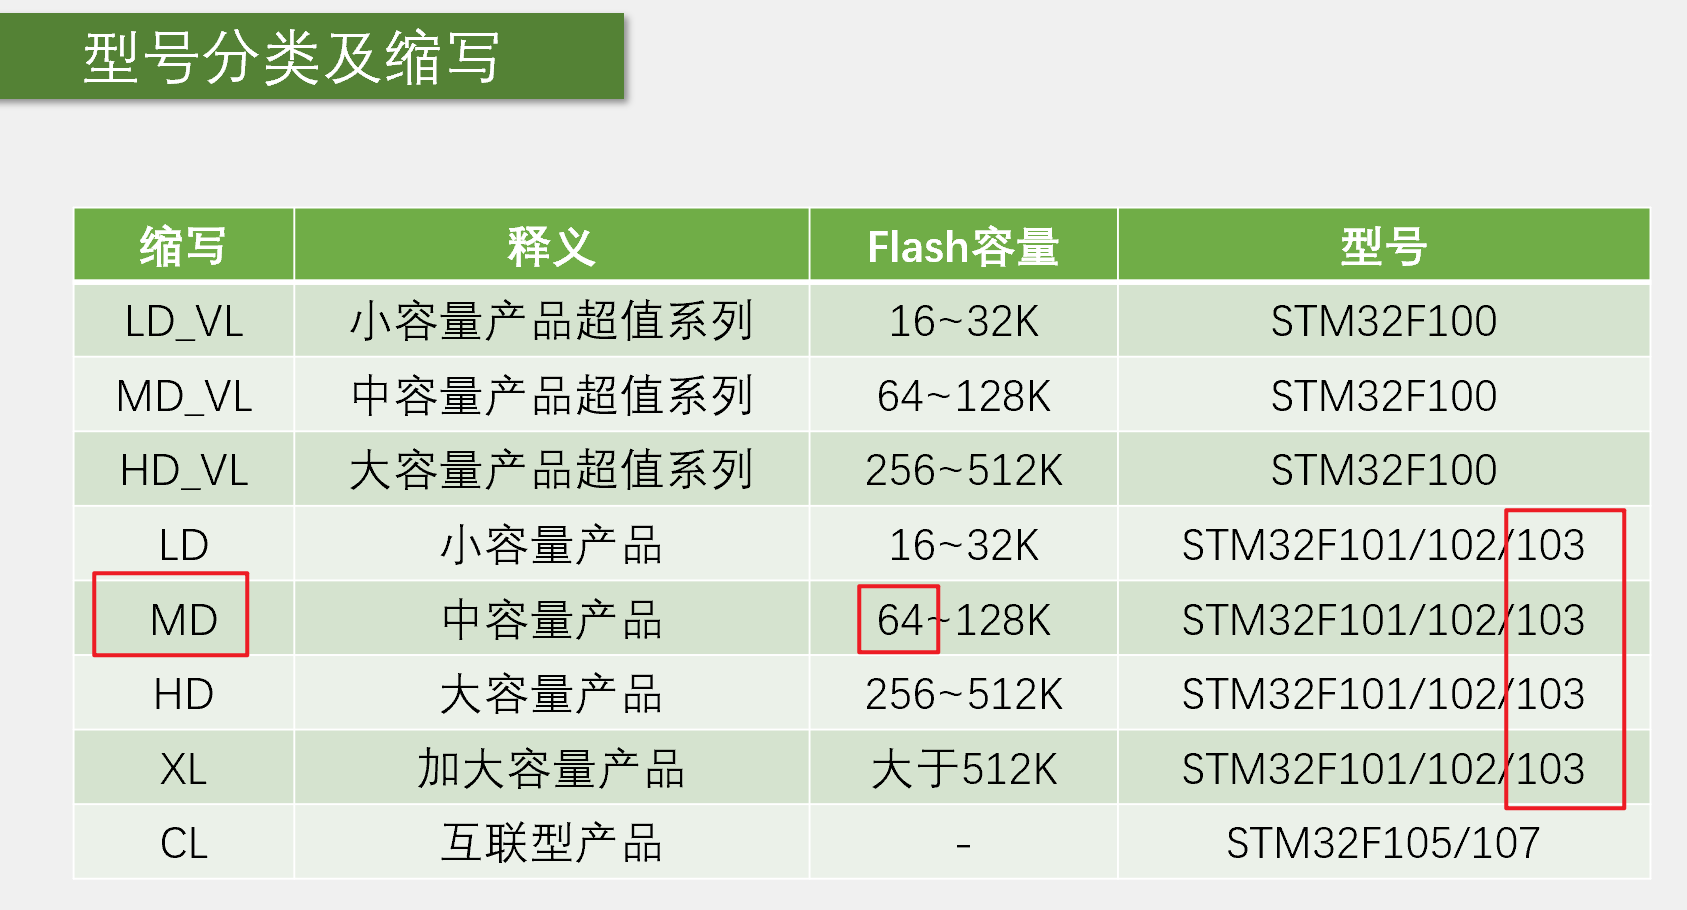 型号分类及缩写
缩写 释义 Flash容量 型号
LD_VL 小容量产品超值系列 16~32K STM32F100
MD_VL 中容量产品超值系列 64~128K STM32F100
HD_VL 大容量产品超值系列 256~512K STM32F100
LD 小容量产品 16~32K STM32F101/102/103
MD 中容量产品 64~128K STM32F101/102/103
HD 大容量产品 256~512K STM32F101/102/103
XL 加大容量产品 大于512K STM32F101/102/103
CL 互联型产品 - STM32F105/107